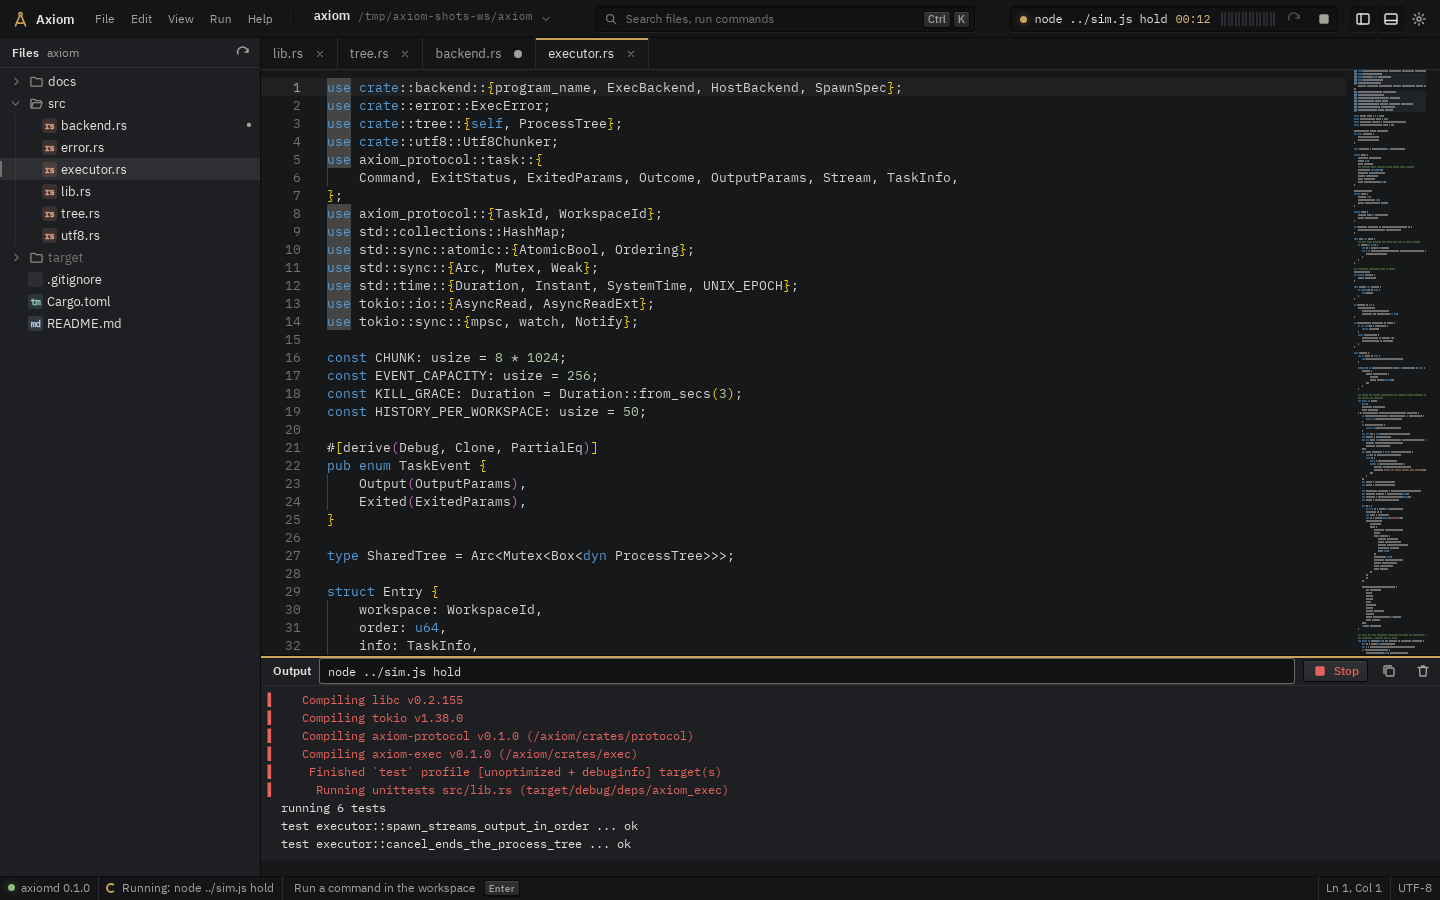 Axiom File Edit View Run Help axiom /tmp/axiom-shots-ws/axiom Search files, run commands Ctrl K node ../sim.js hold 00:12
Files axiom
docs
src
rs backend.rs
rs error.rs
rs executor.rs
rs lib.rs
rs tree.rs
rs utf8.rs
target
.gitignore
tm Cargo.toml
md README.md
lib.rs tree.rs backend.rs executor.rs
1 use crate::backend::{program_name, ExecBackend, HostBackend, SpawnSpec};
2 use crate::error::ExecError;
3 use crate::tree::{self, ProcessTree};
4 use crate::utf8::Utf8Chunker;
5 use axiom_protocol::task::{
6 Command, ExitStatus, ExitedParams, Outcome, OutputParams, Stream, TaskInfo,
7 };
8 use axiom_protocol::{TaskId, WorkspaceId};
9 use std::collections::HashMap;
10 use std::sync::atomic::{AtomicBool, Ordering};
11 use std::sync::{Arc, Mutex, Weak};
12 use std::time::{Duration, Instant, SystemTime, UNIX_EPOCH};
13 use tokio::io::{AsyncRead, AsyncReadExt};
14 use tokio::sync::{mpsc, watch, Notify};
15
16 const CHUNK: usize = 8 * 1024;
17 const EVENT_CAPACITY: usize = 256;
18 const KILL_GRACE: Duration = Duration::from_secs(3);
19 const HISTORY_PER_WORKSPACE: usize = 50;
20
21 #[derive(Debug, Clone, PartialEq)]
22 pub enum TaskEvent {
23 Output(OutputParams),
24 Exited(ExitedParams),
25 }
26
27 type SharedTree = Arc<Mutex<Box<dyn ProcessTree>>>;
28
29 struct Entry {
30 workspace: WorkspaceId,
31 order: u64,
32 info: TaskInfo,
Output node ../sim.js hold Stop
Compiling libc v0.2.155
Compiling tokio v1.38.0
Compiling axiom-protocol v0.1.0 (/axiom/crates/protocol)
Compiling axiom-exec v0.1.0 (/axiom/crates/exec)
Finished `test` profile [unoptimized + debuginfo] target(s)
Running unittests src/lib.rs (target/debug/deps/axiom_exec)
running 6 tests
test executor::spawn_streams_output_in_order ... ok
test executor::cancel_ends_the_process_tree ... ok
axiomd 0.1.0 Running: node ../sim.js hold Run a command in the workspace Enter Ln 1, Col 1 UTF-8